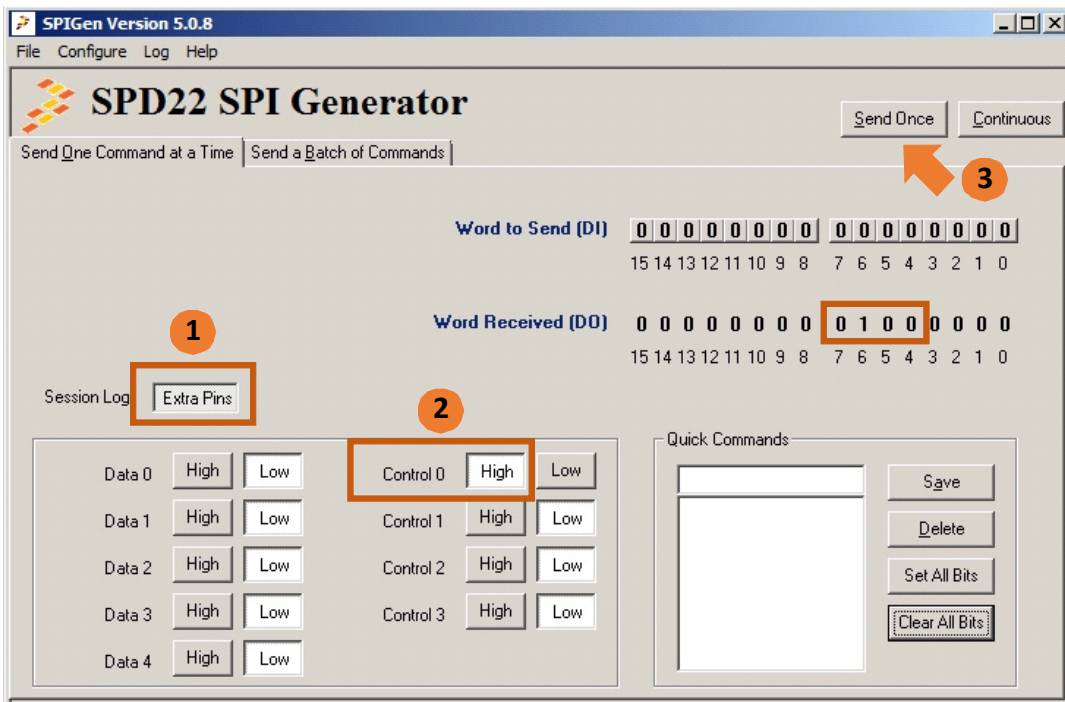 SPIGen Version 5.0.8
File Configure Log Help
SPD22 SPI Generator
Send Once Continuous
Send One Command at a Time Send a Batch of Commands
3
Word to Send (DI) 0 0 0 0 0 0 0 0 0 0 0 0 0 0 0 0
15 14 13 12 11 10 9 8 7 6 5 4 3 2 1 0
1
Word Received (DO) 0 0 0 0 0 0 0 0 0 1 0 0 0 0 0 0
15 14 13 12 11 10 9 8 7 6 5 4 3 2 1 0
Session Log Extra Pins
2
Quick Commands
Data 0 High Low Control 0 High Low
Save
Data 1 High Low Control 1 High Low
Delete
Data 2 High Low Control 2 High Low
Set All Bits
Data 3 High Low Control 3 High Low
Clear All Bits
Data 4 High Low